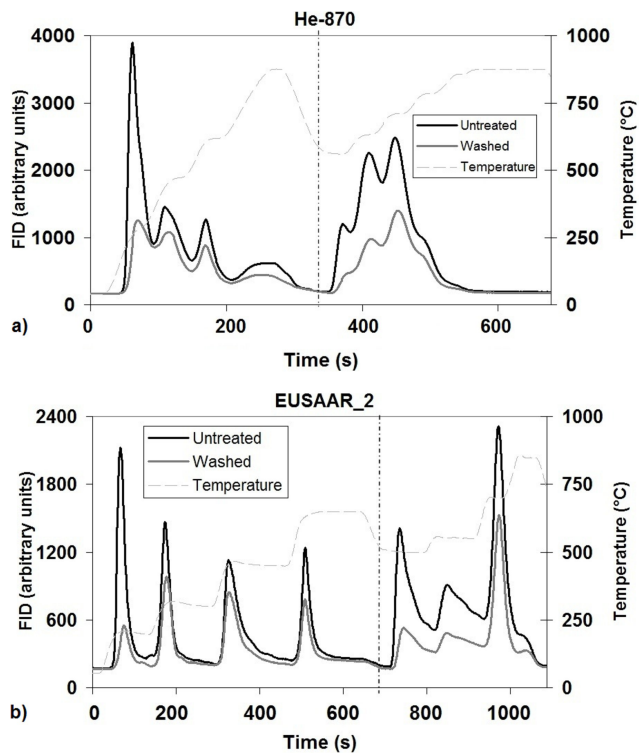 He-870
4000
3000
2000
1000
0
FID (arbitrary units)
1000
750
500
250
0
Temperature (°C)
Untreated
Washed
Temperature
0
200
400
600
Time (s)
a)
EUSAAR_2
2400
1800
1200
600
0
FID (arbitrary units)
1000
750
500
250
0
Temperature (°C)
Untreated
Washed
Temperature
0
200
400
600
800
1000
Time (s)
b)